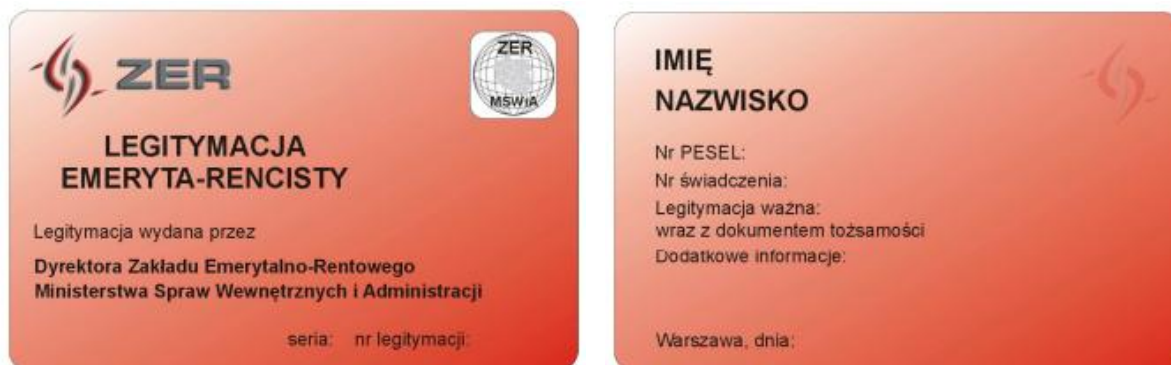 ZER
ZER
MSWiA
LEGITYMACJA
EMERYTA-RENCISTY
Legitymacja wydana przez
Dyrektora Zakładu Emerytalno-Rentowego
Ministerstwa Spraw Wewnętrznych i Administracji
seria: nr legitymacji:
IMIĘ
NAZWISKO
Nr PESEL:
Nr świadczenia:
Legitymacja ważna:
wraz z dokumentem tożsamości
Dodatkowe informacje:
Warszawa, dnia: